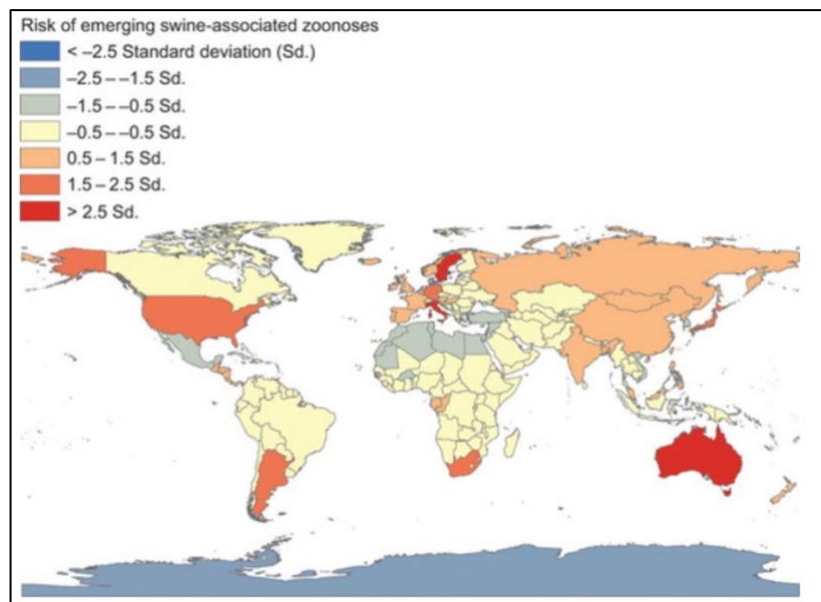 Risk of emerging swine-associated zoonoses
< –2.5 Standard deviation (Sd.)
–2.5 – –1.5 Sd.
–1.5 – –0.5 Sd.
–0.5 – –0.5 Sd.
0.5 – 1.5 Sd.
1.5 – 2.5 Sd.
> 2.5 Sd.